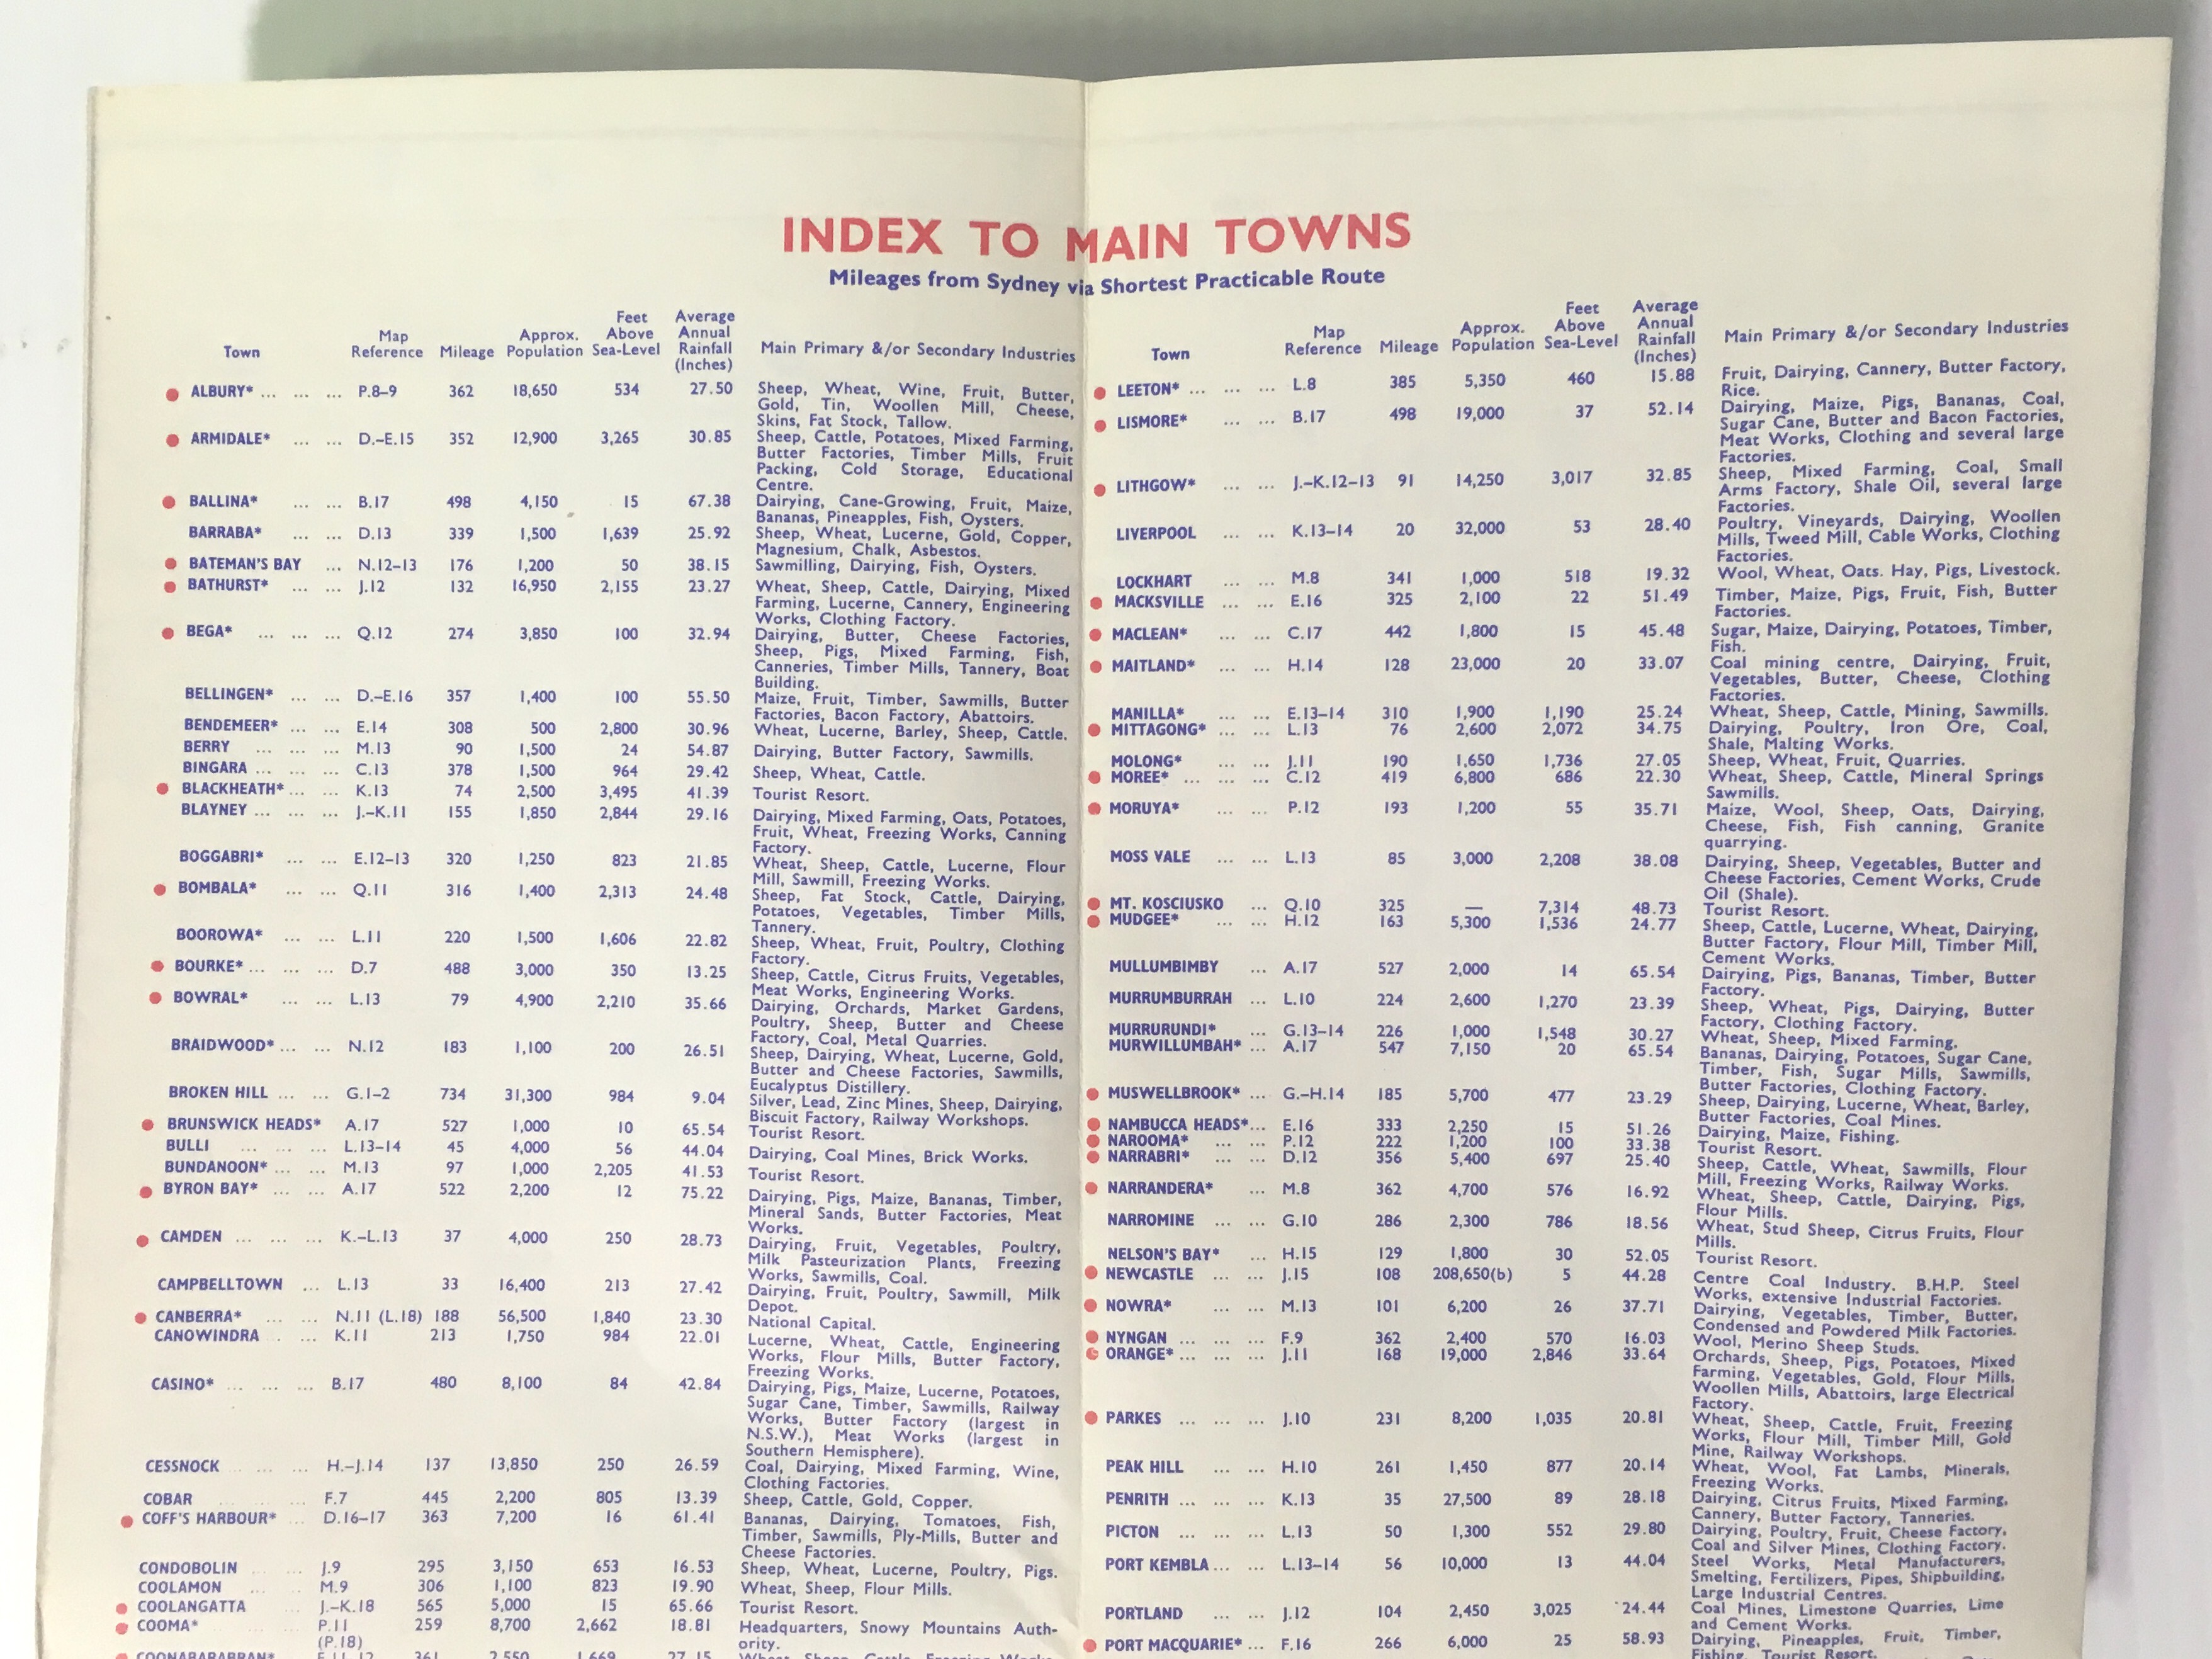 INDEX TO MAIN TOWNS
Mileages from Sydney via Shortest Practicable Route
Town Map Reference Mileage Approx. Population Feet Above Sea-Level Average Annual Rainfall (Inches) Main Primary &/or Secondary Industries
ALBURY* ... ... ... P.8–9 362 18,650 534 27.50 Sheep, Wheat, Wine, Fruit, Butter,
Gold, Tin, Woollen Mill, Cheese,
Skins, Fat Stock, Tallow.
ARMIDALE* ... ... D.–E.15 352 12,900 3,265 30.85 Sheep, Cattle, Potatoes, Mixed Farming,
Butter Factories, Timber Mills, Fruit
Packing, Cold Storage, Educational
Centre.
BALLINA* ... ... B.17 498 4,150 15 67.38 Dairying, Cane-Growing, Fruit, Maize,
Bananas, Pineapples, Fish, Oysters.
BARRABA* ... ... D.13 339 1,500 1,639 25.92 Sheep, Wheat, Lucerne, Gold, Copper,
Magnesium, Chalk, Asbestos.
BATEMAN'S BAY ... N.12–13 176 1,200 50 38.15 Sawmilling, Dairying, Fish, Oysters.
BATHURST* ... ... J.12 132 16,950 2,155 23.27 Wheat, Sheep, Cattle, Dairying, Mixed
Farming, Lucerne, Cannery, Engineering
Works, Clothing Factory.
BEGA* ... ... ... Q.12 274 3,850 100 32.94 Dairying, Butter, Cheese Factories,
Sheep, Pigs, Mixed Farming, Fish,
Canneries, Timber Mills, Tannery, Boat
Building.
BELLINGEN* ... ... D.–E.16 357 1,400 100 55.50 Maize, Fruit, Timber, Sawmills, Butter
Factories, Bacon Factory, Abattoirs.
BENDEMEER* ... ... E.14 308 500 2,800 30.96 Wheat, Lucerne, Barley, Sheep, Cattle.
BERRY ... ... ... M.13 90 1,500 24 54.87 Dairying, Butter Factory, Sawmills.
BINGARA ... ... ... C.13 378 1,500 964 29.42 Sheep, Wheat, Cattle.
BLACKHEATH* ... ... K.13 74 2,500 3,495 41.39 Tourist Resort.
BLAYNEY ... ... ... J.–K.11 155 1,850 2,844 29.16 Dairying, Mixed Farming, Oats, Potatoes,
Fruit, Wheat, Freezing Works, Canning
Factory.
BOGGABRI* ... ... E.12–13 320 1,250 823 21.85 Wheat, Sheep, Cattle, Lucerne, Flour
Mill, Sawmill, Freezing Works.
BOMBALA* ... ... Q.11 316 1,400 2,313 24.48 Sheep, Fat Stock, Cattle, Dairying,
Potatoes, Vegetables, Timber Mills,
Tannery.
BOOROWA* ... ... L.11 220 1,500 1,606 22.82 Sheep, Wheat, Fruit, Poultry, Clothing
Factory.
BOURKE* ... ... ... D.7 488 3,000 350 13.25 Sheep, Cattle, Citrus Fruits, Vegetables,
Meat Works, Engineering Works.
BOWRAL* ... ... L.13 79 4,900 2,210 35.66 Dairying, Orchards, Market Gardens,
Poultry, Sheep, Butter and Cheese
Factory, Coal, Metal Quarries.
BRAIDWOOD* ... ... N.12 183 1,100 200 26.51 Sheep, Dairying, Wheat, Lucerne, Gold,
Butter and Cheese Factories, Sawmills,
Eucalyptus Distillery.
BROKEN HILL ... ... G.1–2 734 31,300 984 9.04 Silver, Lead, Zinc Mines, Sheep, Dairying,
Biscuit Factory, Railway Workshops.
BRUNSWICK HEADS* A.17 527 1,000 10 65.54 Tourist Resort.
BULLI ... ... ... L.13–14 45 4,000 56 44.04 Dairying, Coal Mines, Brick Works.
BUNDANOON* ... ... M.13 97 1,000 2,205 41.53 Tourist Resort.
BYRON BAY* ... ... A.17 522 2,200 12 75.22 Dairying, Pigs, Maize, Bananas, Timber,
Mineral Sands, Butter Factories, Meat
Works.
CAMDEN ... ... ... K.–L.13 37 4,000 250 28.73 Dairying, Fruit, Vegetables, Poultry,
Milk Pasteurization Plants, Freezing
Works, Sawmills, Coal.
CAMPBELLTOWN ... L.13 33 16,400 213 27.42 Dairying, Fruit, Poultry, Sawmill, Milk
Depot.
CANBERRA* ... ... N.11 (L.18) 188 56,500 1,840 23.30 National Capital.
CANOWINDRA ... ... K.11 213 1,750 984 22.01 Lucerne, Wheat, Cattle, Engineering
Works, Flour Mills, Butter Factory,
Freezing Works.
CASINO* ... ... ... B.17 480 8,100 84 42.84 Dairying, Pigs, Maize, Lucerne, Potatoes,
Sugar Cane, Timber, Sawmills, Railway
Works, Butter Factory (largest in
N.S.W.), Meat Works (largest in
Southern Hemisphere).
CESSNOCK ... ... ... H.–J.14 137 13,850 250 26.59 Coal, Dairying, Mixed Farming, Wine,
Clothing Factories.
COBAR ... ... ... F.7 445 2,200 805 13.39 Sheep, Cattle, Gold, Copper.
COFF'S HARBOUR* ... D.16–17 363 7,200 16 61.41 Bananas, Dairying, Tomatoes, Fish,
Timber, Sawmills, Ply-Mills, Butter and
Cheese Factories.
CONDOBOLIN ... J.9 295 3,150 653 16.53 Sheep, Wheat, Lucerne, Poultry, Pigs.
COOLAMON ... ... M.9 306 1,100 823 19.90 Wheat, Sheep, Flour Mills.
COOLANGATTA ... J.–K.18 565 5,000 15 65.66 Tourist Resort.
COOMA* ... ... P.11 259 8,700 2,662 18.81 Headquarters, Snowy Mountains Auth-
(P.18) ority.
COONABARABRAN* 361 2,550 1,669 27.15
Town Map Reference Mileage Approx. Population Feet Above Sea-Level Average Annual Rainfall (Inches) Main Primary &/or Secondary Industries
LEETON* ... ... ... L.8 385 5,350 460 15.88 Fruit, Dairying, Cannery, Butter Factory,
Rice.
LISMORE* ... ... B.17 498 19,000 37 52.14 Dairying, Maize, Pigs, Bananas, Coal,
Sugar Cane, Butter and Bacon Factories,
Meat Works, Clothing and several large
Factories.
LITHGOW* ... ... J.–K.12–13 91 14,250 3,017 32.85 Sheep, Mixed Farming, Coal, Small
Arms Factory, Shale Oil, several large
Factories.
LIVERPOOL ... ... K.13–14 20 32,000 53 28.40 Poultry, Vineyards, Dairying, Woollen
Mills, Tweed Mill, Cable Works, Clothing
Factories.
LOCKHART ... ... M.8 341 1,000 518 19.32 Wool, Wheat, Oats. Hay, Pigs, Livestock.
MACKSVILLE ... ... E.16 325 2,100 22 51.49 Timber, Maize, Pigs, Fruit, Fish, Butter
Factories.
MACLEAN* ... ... C.17 442 1,800 15 45.48 Sugar, Maize, Dairying, Potatoes, Timber,
Fish.
MAITLAND* ... ... H.14 128 23,000 20 33.07 Coal mining centre, Dairying, Fruit,
Vegetables, Butter, Cheese, Clothing
Factories.
MANILLA* ... ... E.13–14 310 1,900 1,190 25.24 Wheat, Sheep, Cattle, Mining, Sawmills.
MITTAGONG* ... ... L.13 76 2,600 2,072 34.75 Dairying, Poultry, Iron Ore, Coal,
Shale, Malting Works.
MOLONG* ... ... J.11 190 1,650 1,736 27.05 Sheep, Wheat, Fruit, Quarries.
MOREE* ... ... ... C.12 419 6,800 686 22.30 Wheat, Sheep, Cattle, Mineral Springs
Sawmills.
MORUYA* ... ... P.12 193 1,200 55 35.71 Maize, Wool, Sheep, Oats, Dairying,
Cheese, Fish, Fish canning, Granite
quarrying.
MOSS VALE ... ... L.13 85 3,000 2,208 38.08 Dairying, Sheep, Vegetables, Butter and
Cheese Factories, Cement Works, Crude
Oil (Shale).
MT. KOSCIUSKO ... Q.10 325 — 7,314 48.73 Tourist Resort.
MUDGEE* ... ... H.12 163 5,300 1,536 24.77 Sheep, Cattle, Lucerne, Wheat, Dairying,
Butter Factory, Flour Mill, Timber Mill,
Cement Works.
MULLUMBIMBY ... A.17 527 2,000 14 65.54 Dairying, Pigs, Bananas, Timber, Butter
Factory.
MURRUMBURRAH ... L.10 224 2,600 1,270 23.39 Sheep, Wheat, Pigs, Dairying, Butter
Factory, Clothing Factory.
MURRURUNDI* ... G.13–14 226 1,000 1,548 30.27 Wheat, Sheep, Mixed Farming.
MURWILLUMBAH* ... A.17 547 7,150 20 65.54 Bananas, Dairying, Potatoes, Sugar Cane,
Timber, Fish, Sugar Mills, Sawmills,
Butter Factories, Clothing Factory.
MUSWELLBROOK* ... G.–H.14 185 5,700 477 23.29 Sheep, Dairying, Lucerne, Wheat, Barley,
Butter Factories, Coal Mines.
NAMBUCCA HEADS* ... E.16 333 2,250 15 51.26 Dairying, Maize, Fishing.
NAROOMA* ... ... P.12 222 1,200 100 33.38 Tourist Resort.
NARRABRI* ... ... D.12 356 5,400 697 25.40 Sheep, Cattle, Wheat, Sawmills, Flour
Mill, Freezing Works, Railway Works.
NARRANDERA* ... M.8 362 4,700 576 16.92 Wheat, Sheep, Cattle, Dairying, Pigs,
Flour Mills.
NARROMINE ... ... G.10 286 2,300 786 18.56 Wheat, Stud Sheep, Citrus Fruits, Flour
Mills.
NELSON'S BAY* ... H.15 129 1,800 30 52.05 Tourist Resort.
NEWCASTLE ... ... J.15 108 208,650(b) 5 44.28 Centre Coal Industry. B.H.P. Steel
Works, extensive Industrial Factories.
NOWRA* ... ... M.13 101 6,200 26 37.71 Dairying, Vegetables, Timber, Butter,
Condensed and Powdered Milk Factories.
NYNGAN ... ... ... F.9 362 2,400 570 16.03 Wool, Merino Sheep Studs.
ORANGE* ... ... ... J.11 168 19,000 2,846 33.64 Orchards, Sheep, Pigs, Potatoes, Mixed
Farming, Vegetables, Gold, Flour Mills,
Woollen Mills, Abattoirs, large Electrical
Factory.
PARKES ... ... ... J.10 231 8,200 1,035 20.81 Wheat, Sheep, Cattle, Fruit, Freezing
Works, Flour Mill, Timber Mill, Gold
Mine, Railway Workshops.
PEAK HILL ... ... H.10 261 1,450 877 20.14 Wheat, Wool, Fat Lambs, Minerals,
Freezing Works.
PENRITH ... ... ... K.13 35 27,500 89 28.18 Dairying, Citrus Fruits, Mixed Farming,
Cannery, Butter Factory, Tanneries.
PICTON ... ... ... L.13 50 1,300 552 29.80 Dairying, Poultry, Fruit, Cheese Factory,
Coal and Silver Mines, Clothing Factory.
PORT KEMBLA ... ... L.13–14 56 10,000 13 44.04 Steel Works, Metal Manufacturers,
Smelting, Fertilizers, Pipes, Shipbuilding,
Large Industrial Centres.
PORTLAND ... ... J.12 104 2,450 3,025 24.44 Coal Mines, Limestone Quarries, Lime
and Cement Works.
PORT MACQUARIE* ... F.16 266 6,000 25 58.93 Dairying, Pineapples, Fruit, Timber,
Fishing, Tourist Resort.